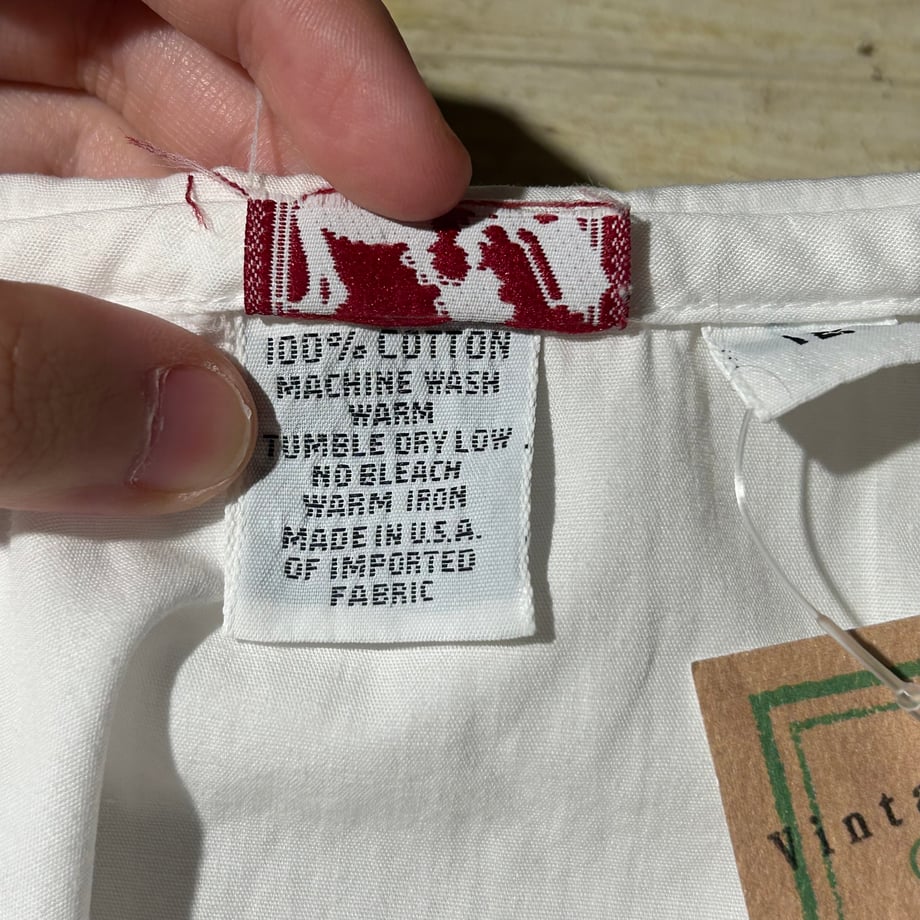 100% COTTON
MACHINE WASH
WARM
TUMBLE DRY LOW
NO BLEACH
WARM IRON
MADE IN U.S.A.
OF IMPORTED
FABRIC